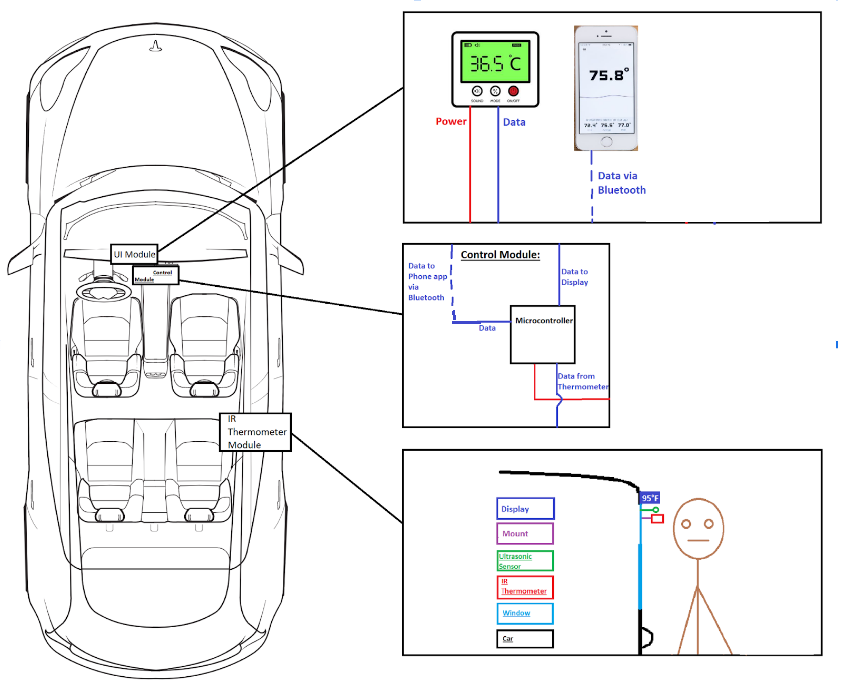 36.5°C
SOUND MODE ON/OFF
Power
Data
75.8°
Data via
Bluetooth
UI Module
Control
Module
Control Module:
Data to
Phone app
via
Bluetooth
Data to
Display
Data
Microcontroller
Data from
Thermometer
IR
Thermometer
Module
95°F
Display
Mount
Ultrasonic
Sensor
IR
Thermometer
Window
Car